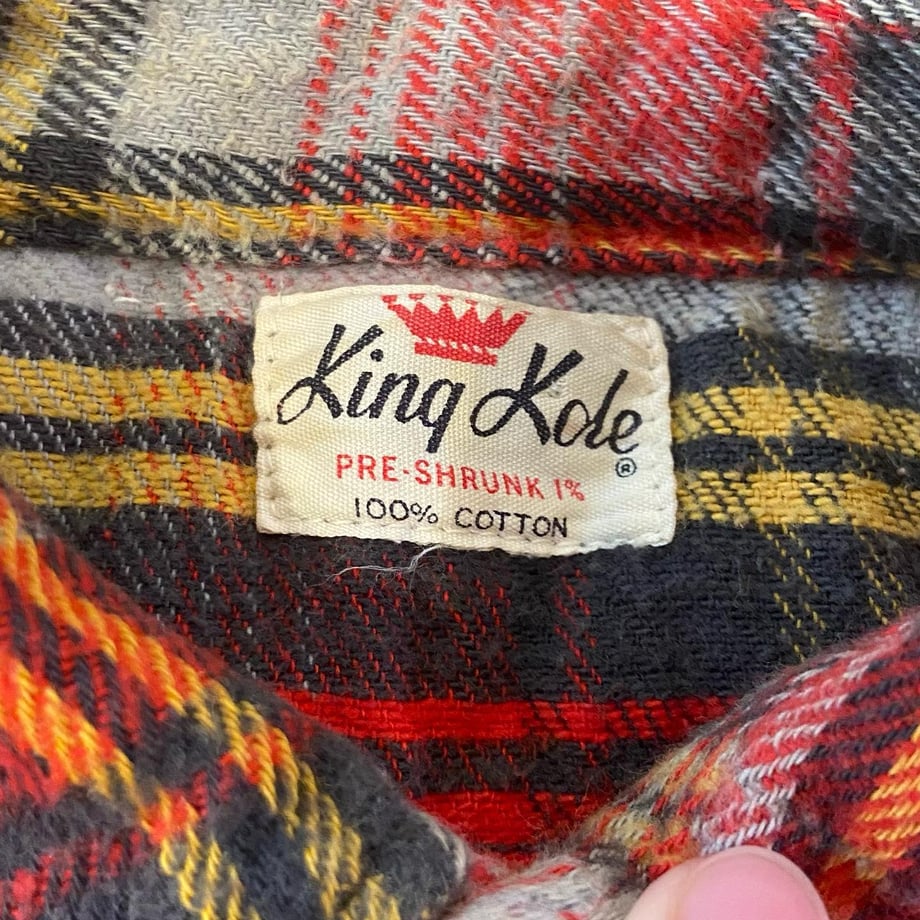 King Kole
®
PRE-SHRUNK 1%
100% COTTON